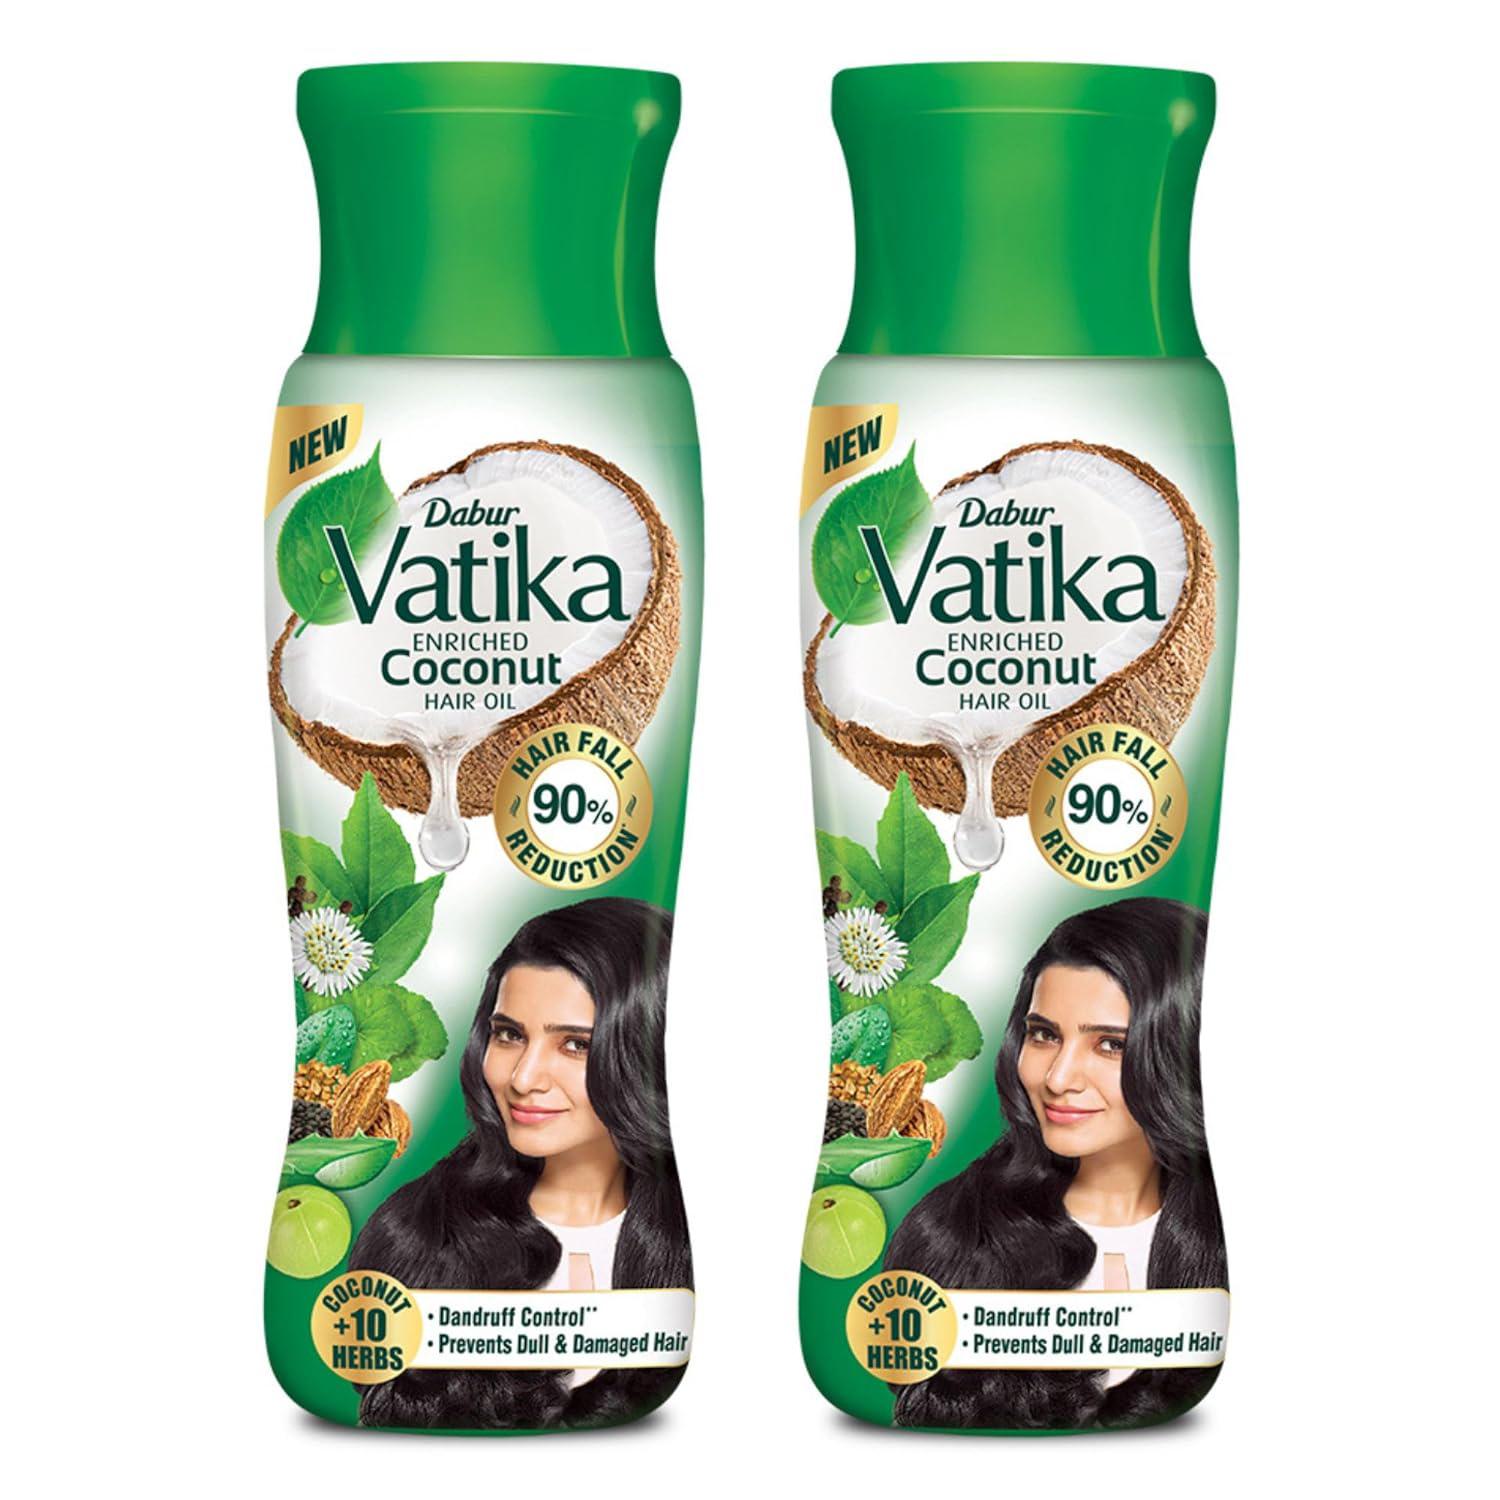 NEW
Dabur
Vatika
ENRICHED
Coconut
HAIR OIL
HAIR FALL
90%
REDUCTION*
COCONUT
+10
HERBS
• Dandruff Control**
• Prevents Dull & Damaged Hair
NEW
Dabur
Vatika
ENRICHED
Coconut
HAIR OIL
HAIR FALL
90%
REDUCTION*
COCONUT
+10
HERBS
• Dandruff Control**
• Prevents Dull & Damaged Hair